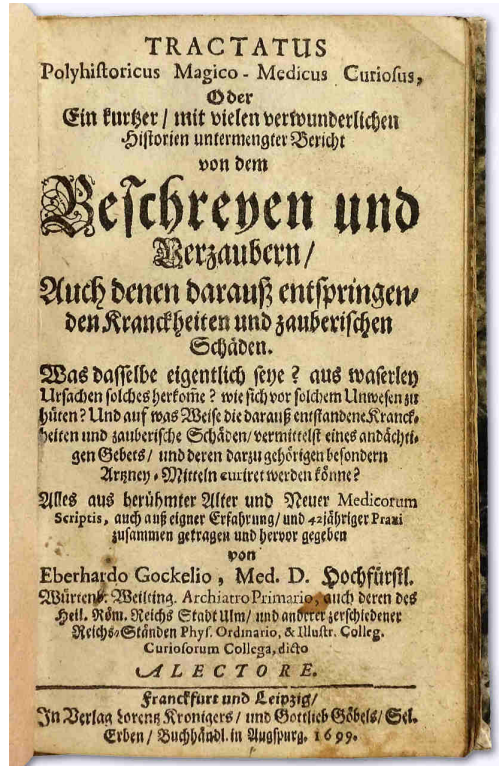 TRACTATUS
Polyhistoricus Magico-Medicus Curiosus,
Oder
Ein kurtzer / mit vielen verwunderlichen
Historien untermengter Bericht
von dem
Beschreyen und
Verzaubern /
Auch denen darauß entspringen-
den Kranckheiten und zauberischen
Schäden.
Was dasselbe eigentlich seye? aus waserley
Ursachen solches herkom̃e? wie sich vor solchem Unwesen zu
hüten? Und auf was Weise die darauß entstandene Kranck-
heiten und zauberische Schäden / vermittelst eines andächti-
gen Gebets / und deren darzu gehörigen besondern
Artzney-Mitteln curiret werden könne?
Alles aus berühmter Alter und Neuer Medicorum
Scriptis, auch auß eigner Erfahrung / und 42jähriger Praxi
zusammen getragen und hervor gegeben
von
Eberhardo Gockelio, Med. D. Hochfürstl.
Würtenb. Weilting. Archiatro Primario, auch deren des
Heil. Röm. Reichs Stadt Ulm / und anderer zerschiedener
Reichs-Ständen Phys. Ordinario, & Illustr. Colleg.
Curiosorum Collega, dicto
ALECTORE.
Franckfurt und Leipzig /
In Verlag Lorentz Kronigers / und Gottlieb Göbels / Sel.
Erben / Buchhändl. in Augspurg. 1699.